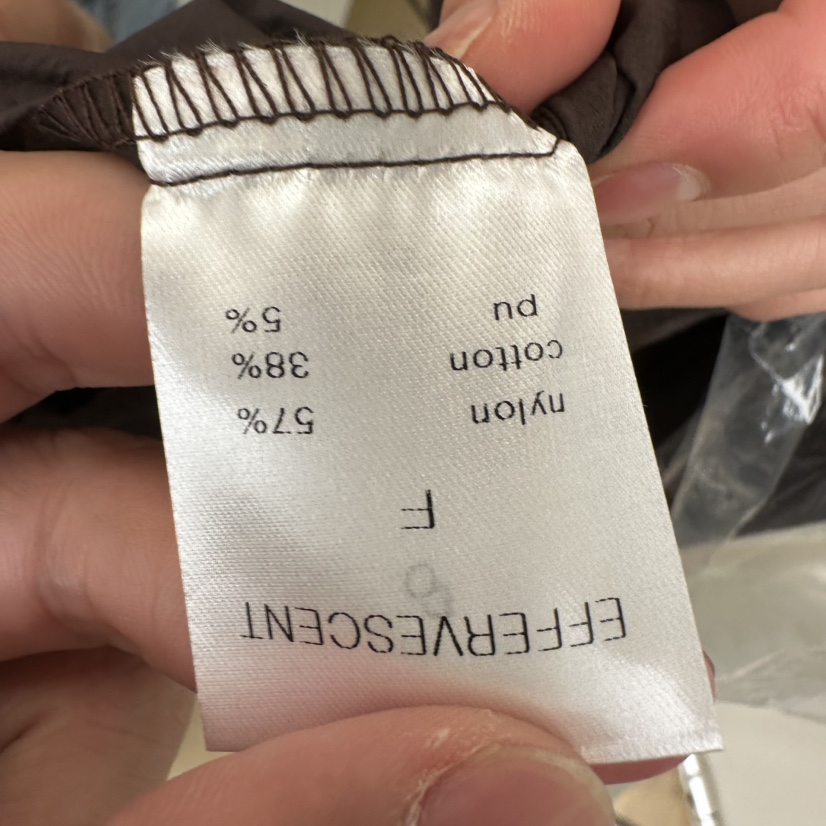 EFFERVESCENT
F
nylon 57%
cotton 38%
pu 5%